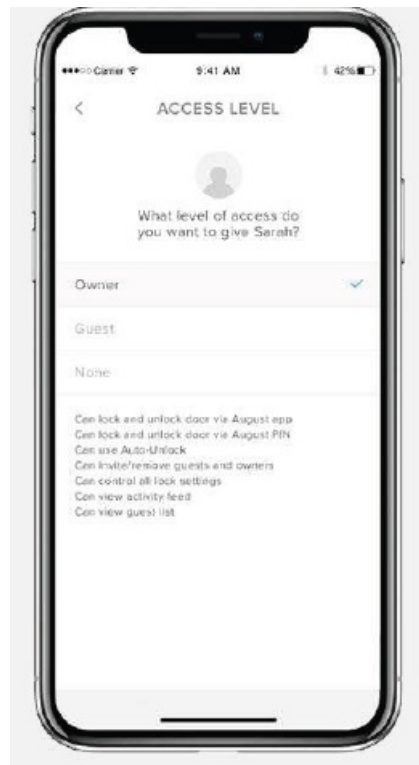 Carrier 9:41 AM 42%
ACCESS LEVEL
What level of access do
you want to give Sarah?
Owner
Guest
None
Can lock and unlock door via August app
Can lock and unlock door via August PIN
Can use Auto-Unlock
Can invite/remove guests and owners
Can control all lock settings
Can view activity feed
Can view guest list